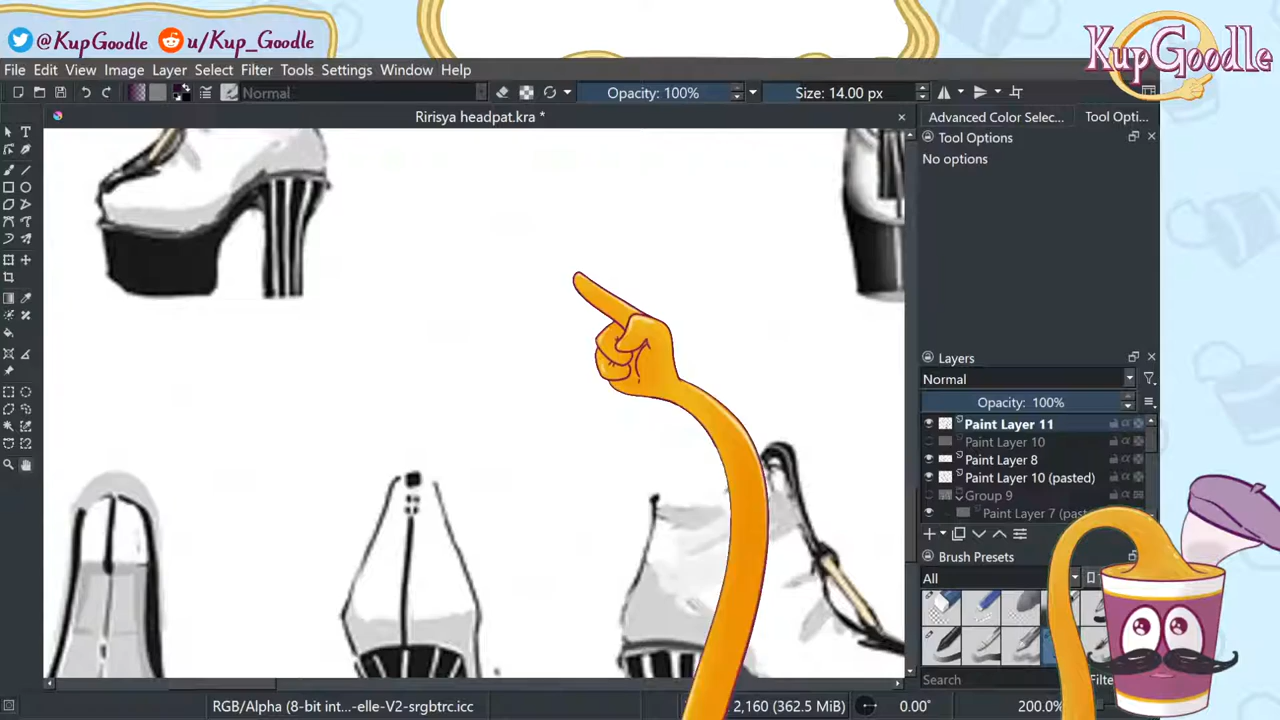 @KupGoodle u/Kup_Goodle
KupGoodle
File Edit View Image Layer Select Filter Tools Settings Window Help
Normal Opacity: 100% Size: 14.00 px
Ririsya headpat.kra *
Advanced Color Selec... Tool Opti...
Tool Options
No options
Layers
Normal
Opacity: 100%
Paint Layer 11
Paint Layer 10
Paint Layer 8
Paint Layer 10 (pasted)
Group 9
Paint Layer 7 (past
Brush Presets
All
Search
RGB/Alpha (8-bit int...-elle-V2-srgbtrc.icc 2,160 (362.5 MiB) 0.00° 200.0%